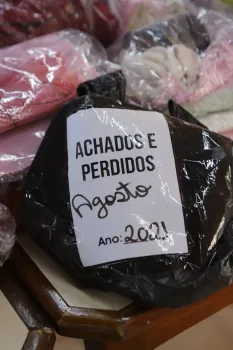 ACHADOS E
PERDIDOS
Agosto
Ano: 2021